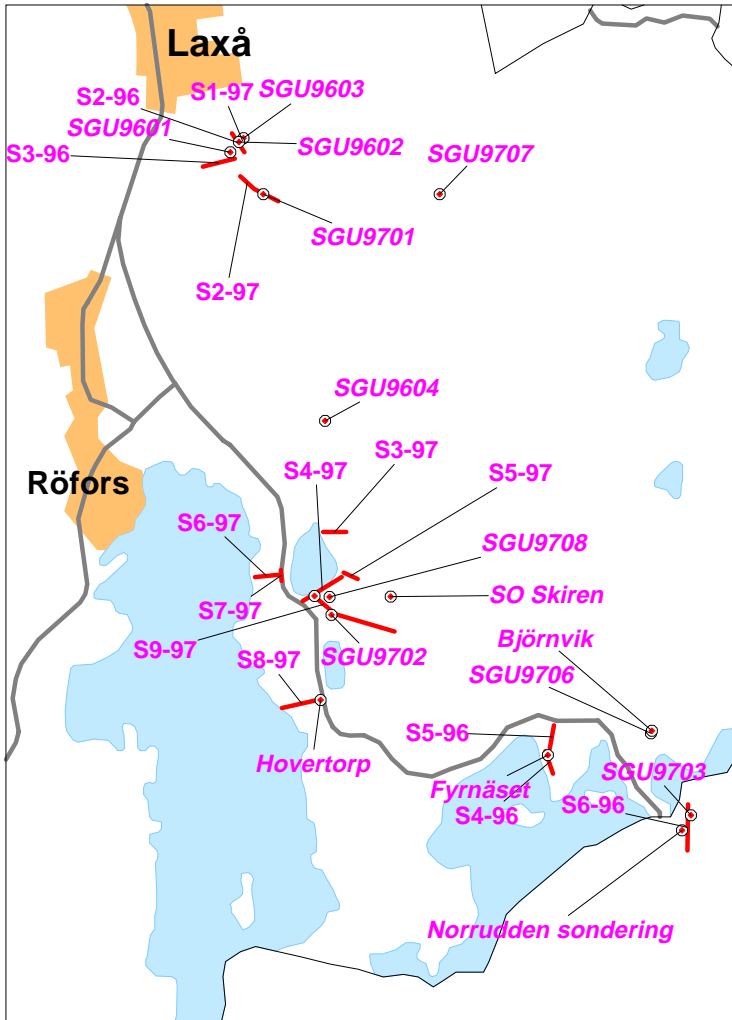 Laxå
S1-97
SGU9603
S2-96
SGU9601
SGU9602
S3-96
SGU9707
SGU9701
S2-97
SGU9604
S3-97
S4-97
S5-97
Röfors
S6-97
SGU9708
SO Skiren
S7-97
S9-97
SGU9702
Björnvik
S8-97
SGU9706
S5-96
Hovertorp
SGU9703
Fyrnäset
S6-96
S4-96
Norrudden sondering